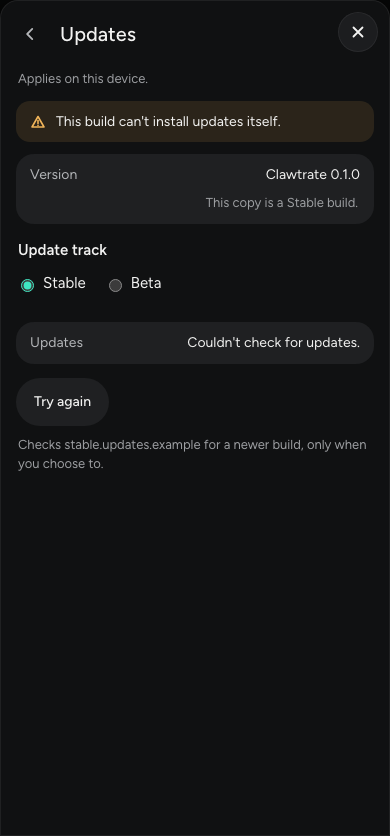 Updates
Applies on this device.
This build can't install updates itself.
Version
Clawtrate 0.1.0
This copy is a Stable build.
Update track
Stable
Beta
Updates
Couldn't check for updates.
Try again
Checks stable.updates.example for a newer build, only when
you choose to.